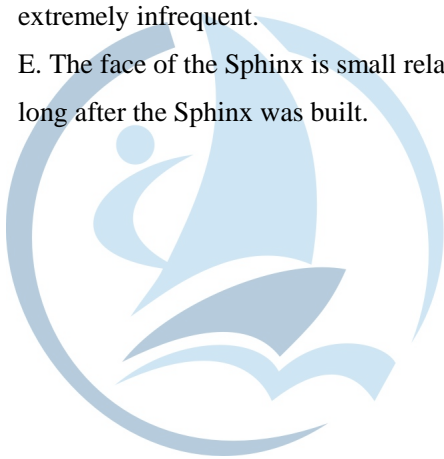 extremely infrequent.
E. The face of the Sphinx is small rela
long after the Sphinx was built.